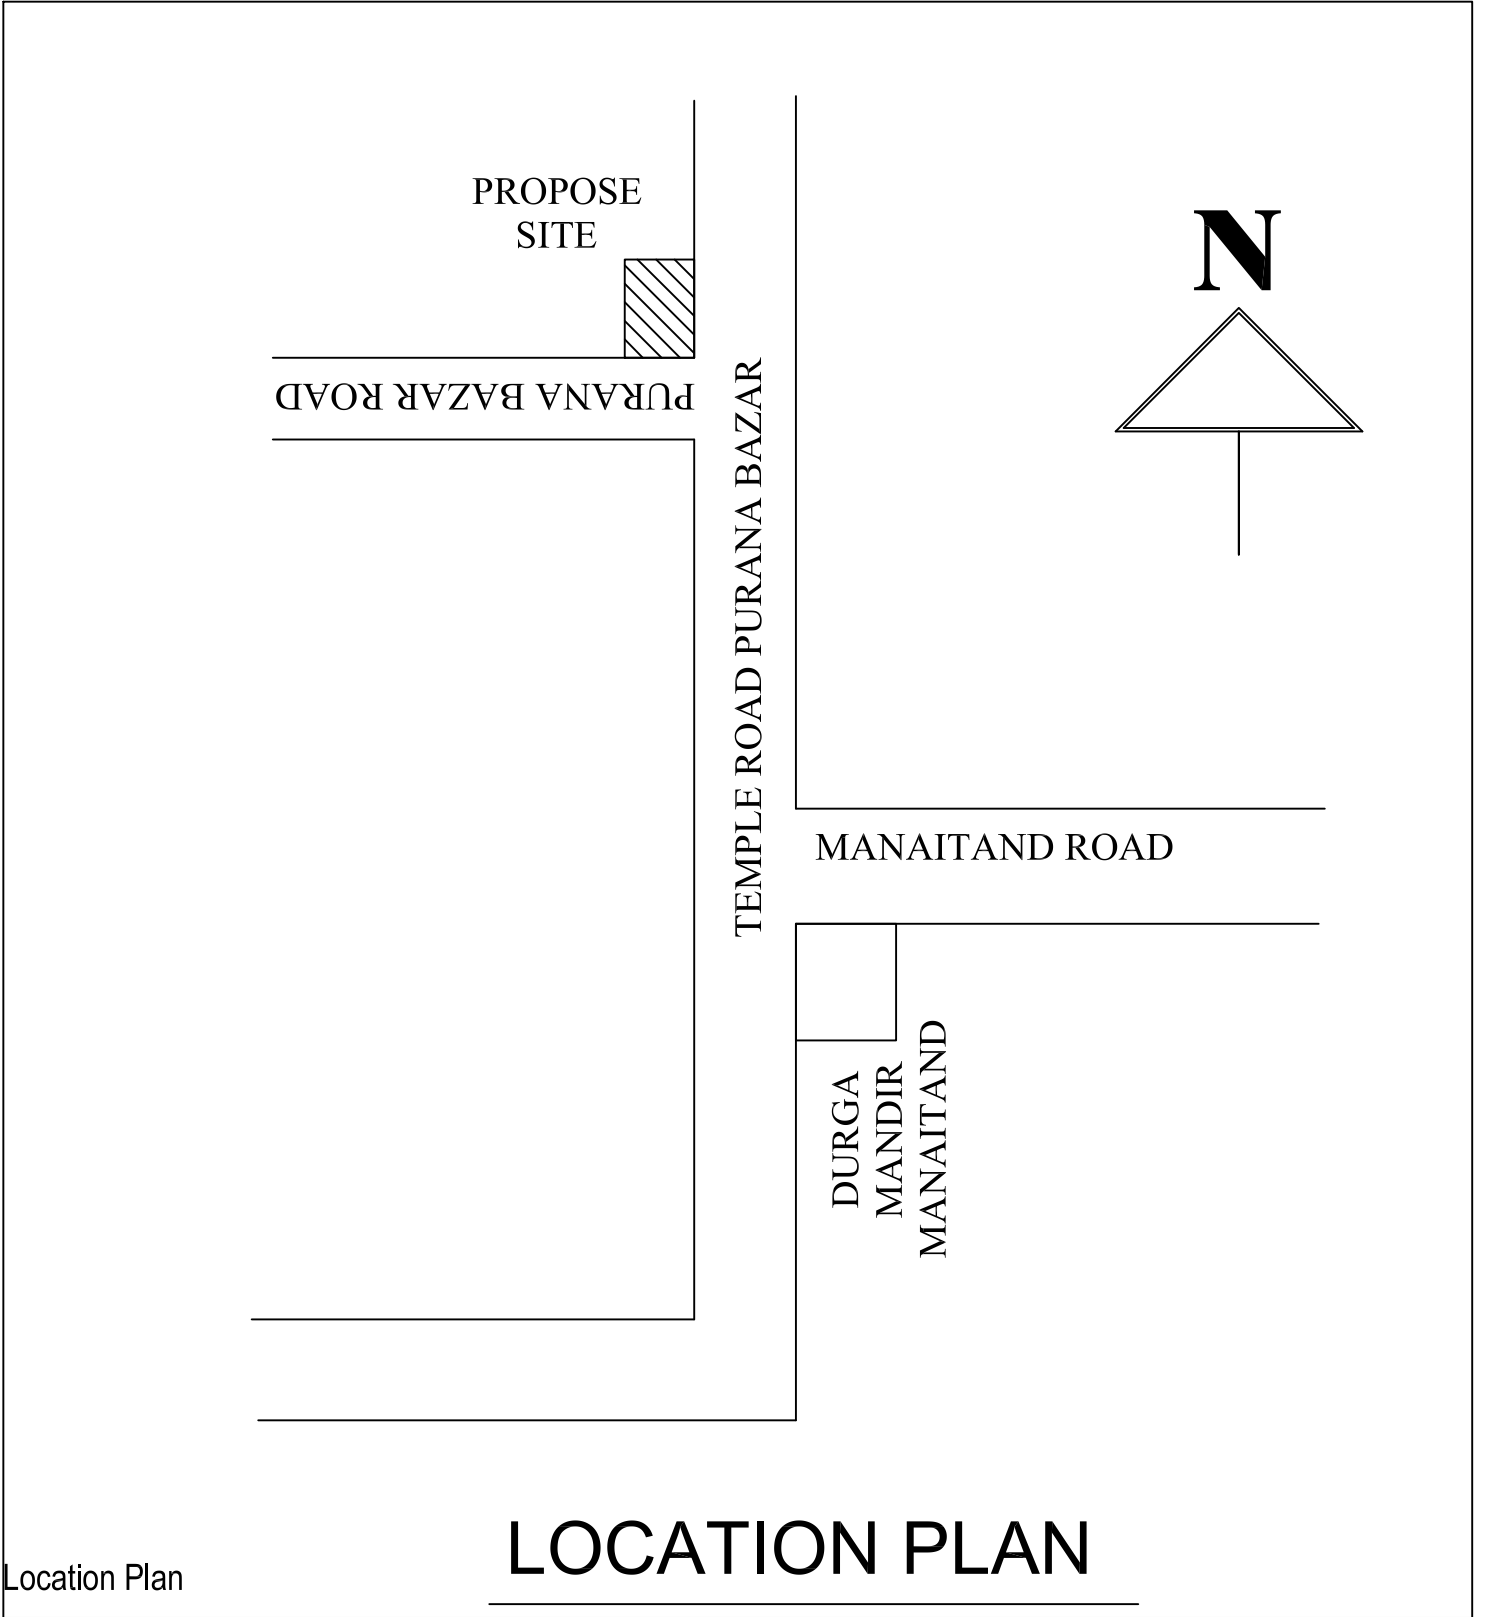 PROPOSE
SITE
N
PURANA BAZAR ROAD
TEMPLE ROAD PURANA BAZAR
MANAITAND ROAD
DURGA
MANDIR
MANAITAND
LOCATION PLAN
Location Plan